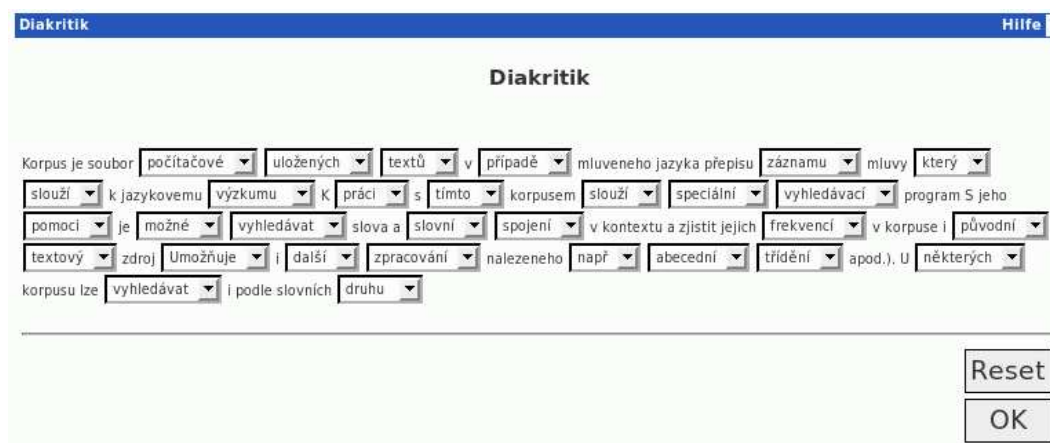 Diakritik Hilfe
Diakritik
Korpus je soubor počítačové uložených textů v případě mluveneho jazyka přepisu záznamu mluvy který
slouží k jazykovemu výzkumu K práci s tímto korpusem slouží speciální vyhledávací program S jeho
pomoci je možné vyhledávat slova a slovní spojení v kontextu a zjistit jejich frekvencí v korpuse i původní
textový zdroj Umožňuje i další zpracování nalezeneho např abecední třídění apod.). U některých
korpusu lze vyhledávat i podle slovních druhu
Reset
OK